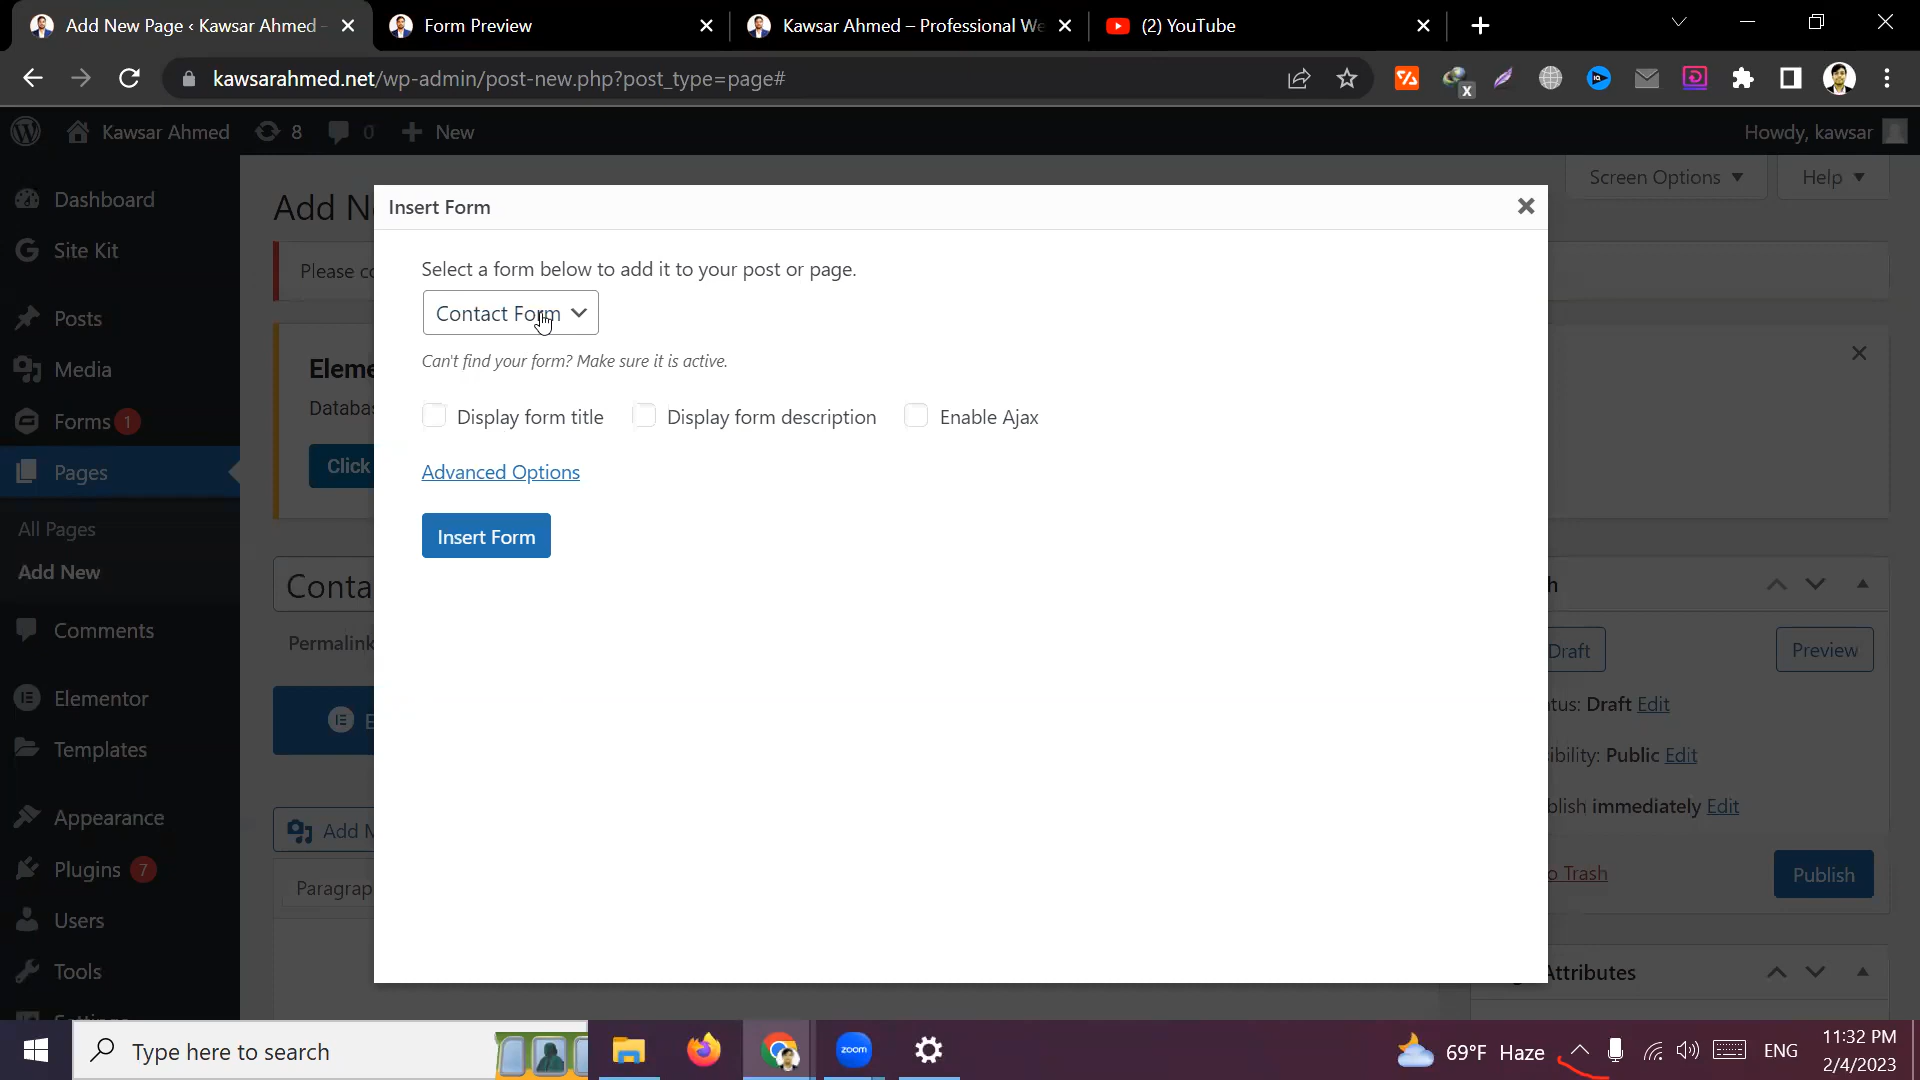 Add New Page ‹ Kawsar Ahmed -
Form Preview
Kawsar Ahmed – Professional We
(2) YouTube
kawsarahmed.net/wp-admin/post-new.php?post_type=page#
Kawsar Ahmed
8
0
New
Howdy, kawsar
Dashboard
Site Kit
Posts
Media
Forms 1
Pages
All Pages
Add New
Comments
Elementor
Templates
Appearance
Plugins 7
Users
Tools
Screen Options
Help
Add N
Please co
Eleme
Databas
Click
Conta
Permalink
E
Add M
Paragrap
Insert Form
Select a form below to add it to your post or page.
Contact Form
Can't find your form? Make sure it is active.
Display form title
Display form description
Enable Ajax
Advanced Options
Insert Form
h
Draft
Preview
tus: Draft Edit
ibility: Public Edit
blish immediately Edit
o Trash
Publish
Attributes
Type here to search
zoom
69°F Haze
ENG
11:32 PM
2/4/2023